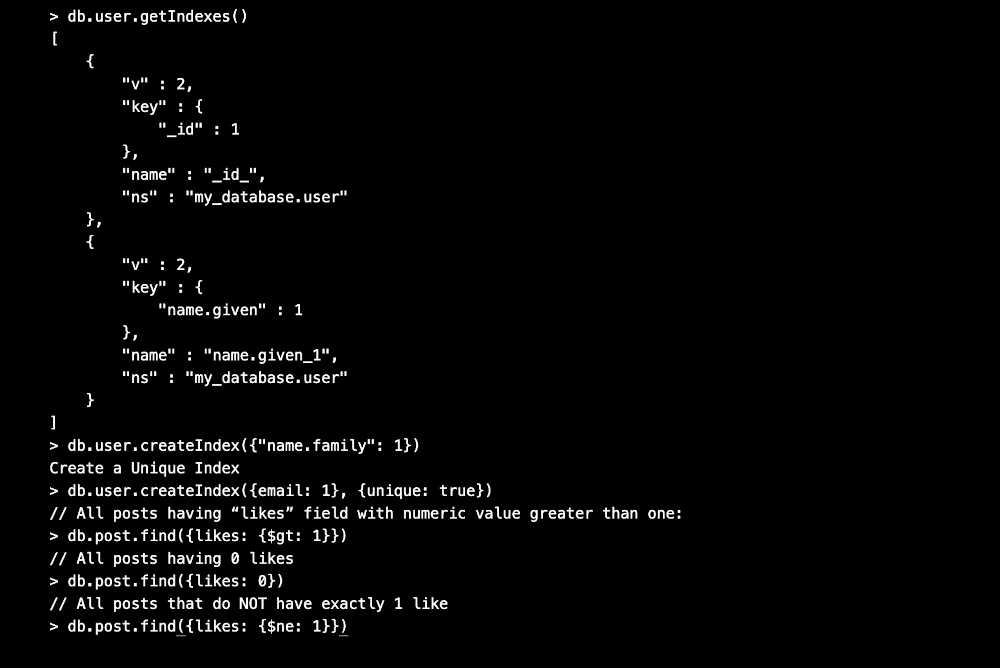 > db.user.getIndexes()
[
    {
        "v" : 2,
        "key" : {
            "_id" : 1
        },
        "name" : "_id_",
        "ns" : "my_database.user"
    },
    {
        "v" : 2,
        "key" : {
            "name.given" : 1
        },
        "name" : "name.given_1",
        "ns" : "my_database.user"
    }
]
> db.user.createIndex({"name.family": 1})
Create a Unique Index
> db.user.createIndex({email: 1}, {unique: true})
// All posts having “likes” field with numeric value greater than one:
> db.post.find({likes: {$gt: 1}})
// All posts having 0 likes
> db.post.find({likes: 0})
// All posts that do NOT have exactly 1 like
> db.post.find({likes: {$ne: 1}})